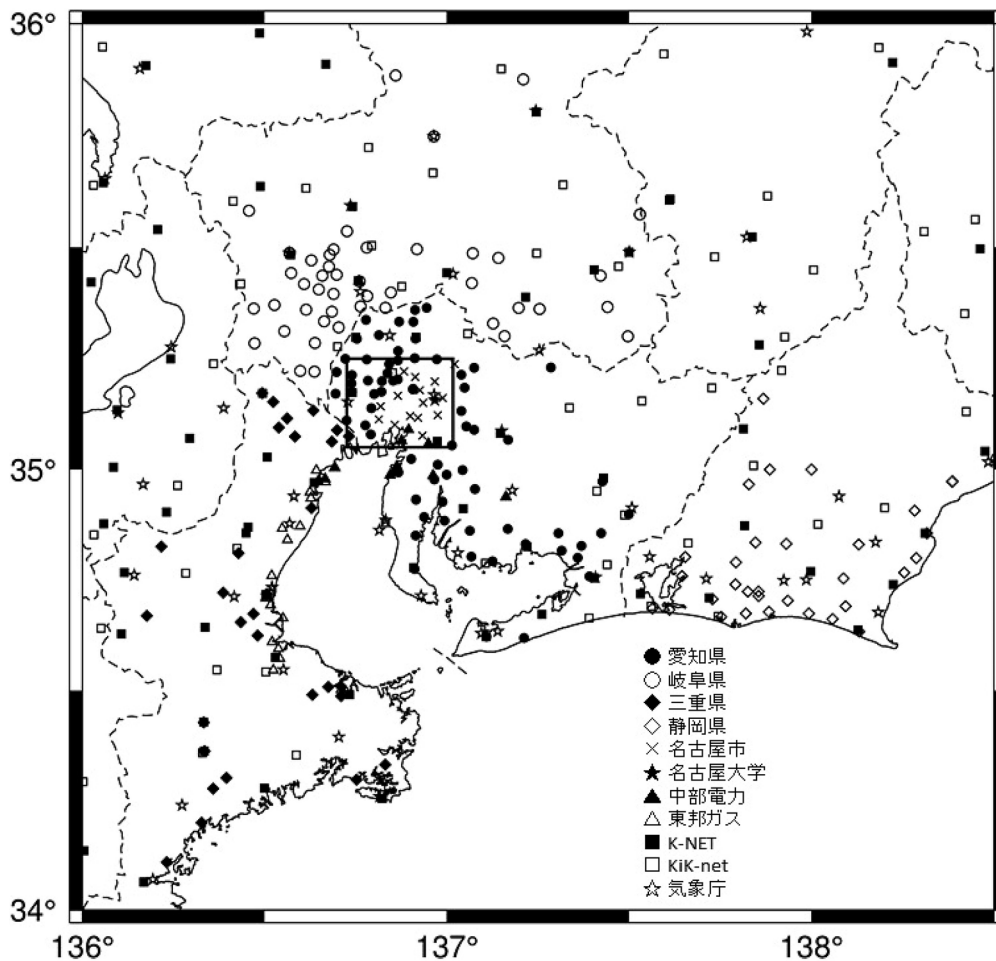 36°
35°
愛知県
岐阜県
三重県
静岡県
名古屋市
名古屋大学
中部電力
東邦ガス
K-NET
KiK-net
気象庁
34°
136°
137°
138°